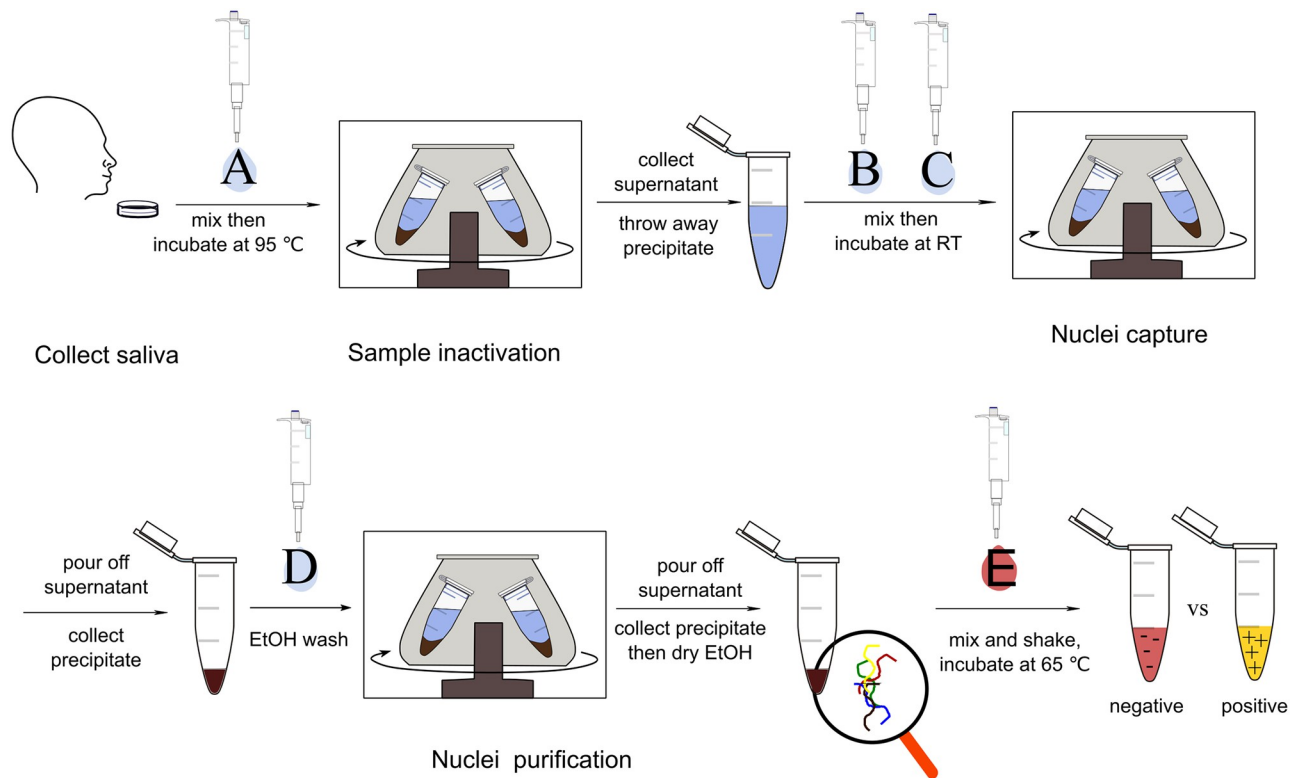 A
mix then
incubate at 95 ℃
collect
supernatant
throw away
precipitate
B
C
mix then
incubate at RT
Collect saliva
Sample inactivation
Nuclei capture
pour off
supernatant
collect
precipitate
D
EtOH wash
pour off
supernatant
collect precipitate
then dry EtOH
E
mix and shake,
incubate at 65 ℃
vs
negative
positive
Nuclei purification